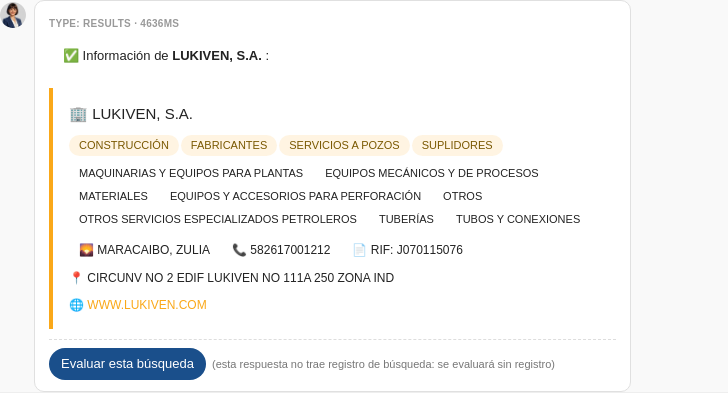 TYPE: RESULTS · 4636MS
✅ Información de LUKIVEN, S.A. :
🏢 LUKIVEN, S.A.
CONSTRUCCIÓN FABRICANTES SERVICIOS A POZOS SUPLIDORES
MAQUINARIAS Y EQUIPOS PARA PLANTAS EQUIPOS MECÁNICOS Y DE PROCESOS
MATERIALES EQUIPOS Y ACCESORIOS PARA PERFORACIÓN OTROS
OTROS SERVICIOS ESPECIALIZADOS PETROLEROS TUBERÍAS TUBOS Y CONEXIONES
🌄 MARACAIBO, ZULIA 📞 582617001212 📄 RIF: J070115076
📍 CIRCUNV NO 2 EDIF LUKIVEN NO 111A 250 ZONA IND
🌐 WWW.LUKIVEN.COM
Evaluar esta búsqueda (esta respuesta no trae registro de búsqueda: se evaluará sin registro)